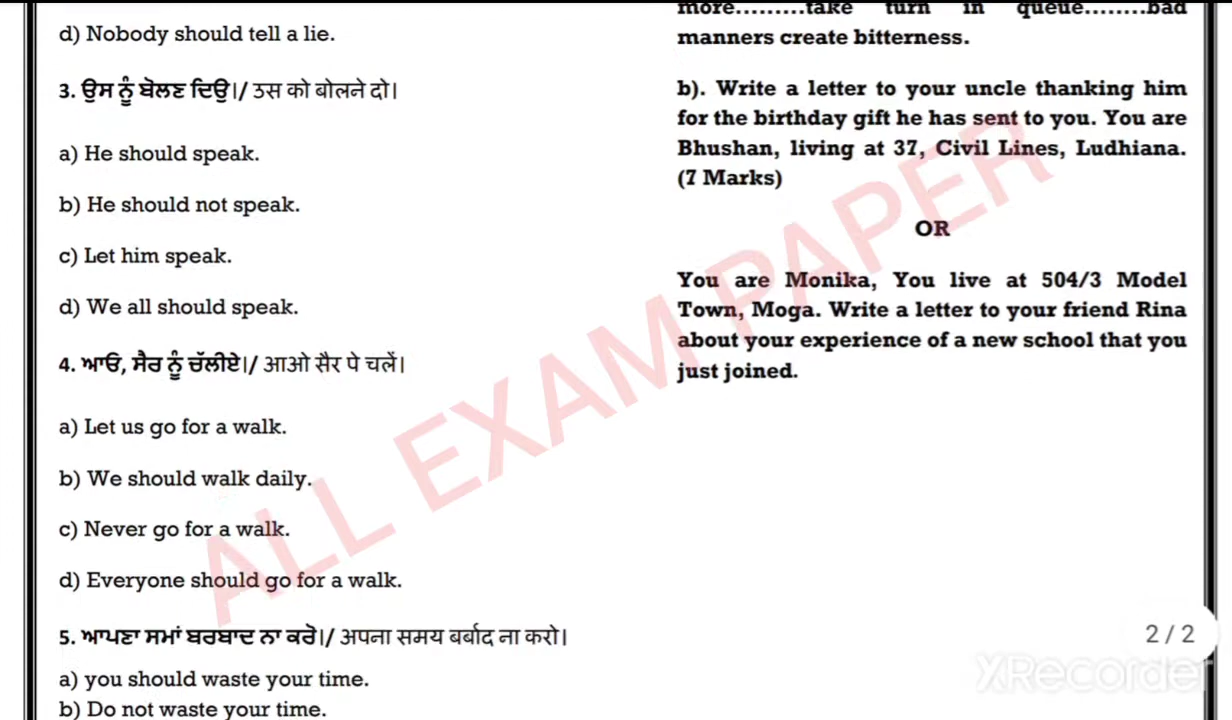 d) Nobody should tell a lie.
3. ਉਸ ਨੂੰ ਬੋਲਣ ਦਿਉ।/ उस को बोलने दो।
a) He should speak.
b) He should not speak.
c) Let him speak.
d) We all should speak.
4. ਆਓ, ਸੈਰ ਨੂੰ ਚੱਲੀਏ।/ आओ सैर पे चलें।
a) Let us go for a walk.
b) We should walk daily.
c) Never go for a walk.
d) Everyone should go for a walk.
5. ਆਪਣਾ ਸਮਾਂ ਬਰਬਾਦ ਨਾ ਕਰੋ।/ अपना समय बर्बाद ना करो।
a) you should waste your time.
b) Do not waste your time.
more.........take turn in queue........bad
manners create bitterness.
b). Write a letter to your uncle thanking him
for the birthday gift he has sent to you. You are
Bhushan, living at 37, Civil Lines, Ludhiana.
(7 Marks)
OR
You are Monika, You live at 504/3 Model
Town, Moga. Write a letter to your friend Rina
about your experience of a new school that you
just joined.
ALL EXAM PAPER
2 / 2
XRecorder